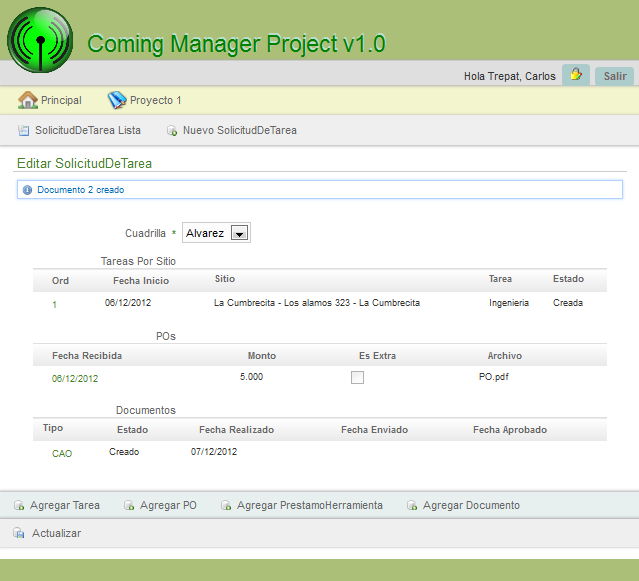 Coming Manager Project v1.0
Hola Trepat, Carlos Salir
Principal Proyecto 1
SolicitudDeTarea Lista Nuevo SolicitudDeTarea
Editar SolicitudDeTarea
Documento 2 creado
Cuadrilla * Alvarez
Tareas Por Sitio
Ord Fecha Inicio Sitio Tarea Estado
1 06/12/2012 La Cumbrecita - Los alamos 323 - La Cumbrecita Ingenieria Creada
POs
Fecha Recibida Monto Es Extra Archivo
06/12/2012 5.000 PO.pdf
Documentos
Tipo Estado Fecha Realizado Fecha Enviado Fecha Aprobado
CAO Creado 07/12/2012
Agregar Tarea Agregar PO Agregar PrestamoHerramienta Agregar Documento
Actualizar